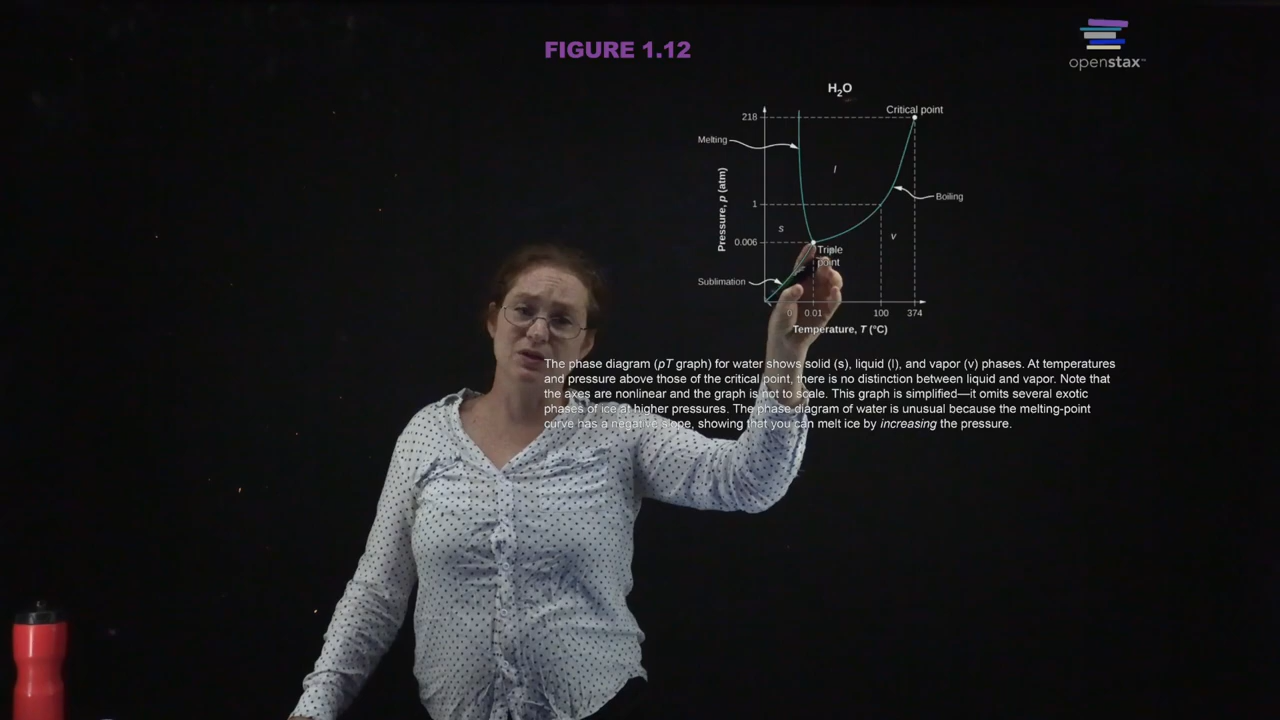 FIGURE 1.12
openstax™
H₂O
Critical point
218
Melting
l
Pressure, p (atm)
Boiling
1
s
v
0.006
Triple
point
Sublimation
0
0.01
100
374
Temperature, T (°C)
The phase diagram (pT graph) for water shows solid (s), liquid (l), and vapor (v) phases. At temperatures
and pressure above those of the critical point, there is no distinction between liquid and vapor. Note that
the axes are nonlinear and the graph is not to scale. This graph is simplified—it omits several exotic
phases of ice at higher pressures. The phase diagram of water is unusual because the melting-point
curve has a negative slope, showing that you can melt ice by increasing the pressure.